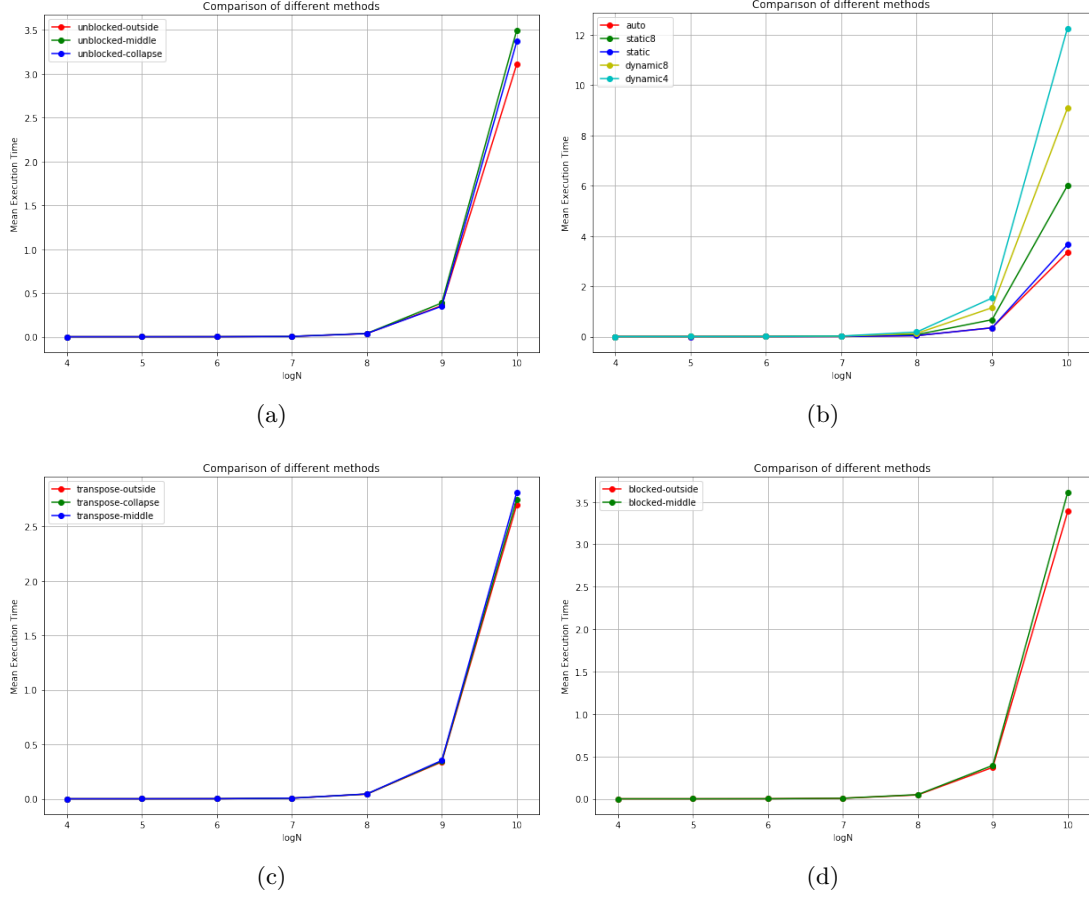 Comparison of different methods
unblocked-outside
unblocked-middle
unblocked-collapse
Mean Execution Time
3.5
3.0
2.5
2.0
1.5
1.0
0.5
0.0
4 5 6 7 8 9 10
logN
(a)
Comparison of different methods
auto
static8
static
dynamic8
dynamic4
Mean Execution Time
12
10
8
6
4
2
0
4 5 6 7 8 9 10
logN
(b)
Comparison of different methods
transpose-outside
transpose-collapse
transpose-middle
Mean Execution Time
2.5
2.0
1.5
1.0
0.5
0.0
4 5 6 7 8 9 10
logN
(c)
Comparison of different methods
blocked-outside
blocked-middle
Mean Execution Time
3.5
3.0
2.5
2.0
1.5
1.0
0.5
0.0
4 5 6 7 8 9 10
logN
(d)